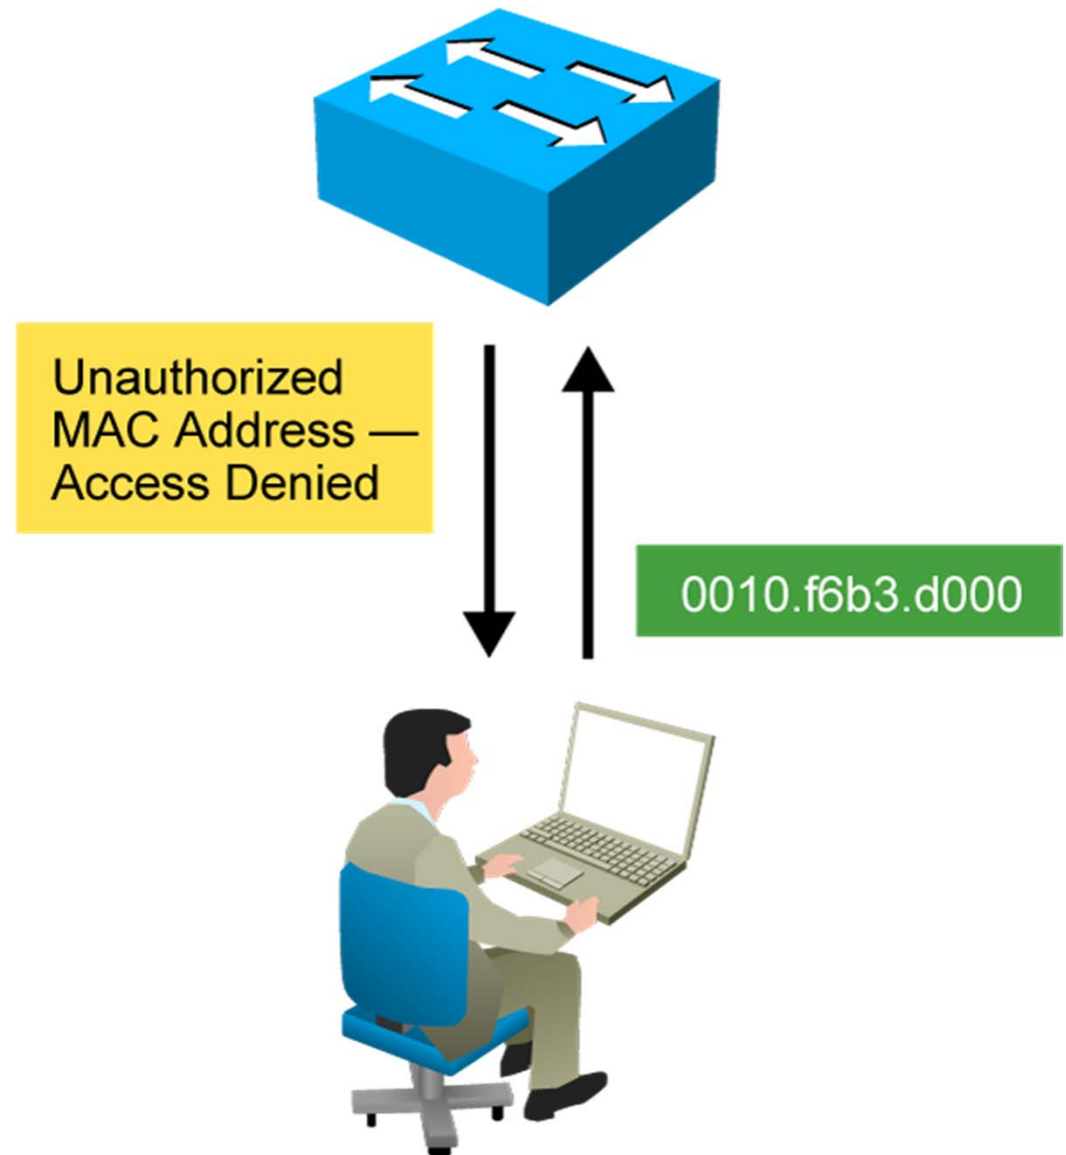 Unauthorized
MAC Address —
Access Denied
0010.f6b3.d000